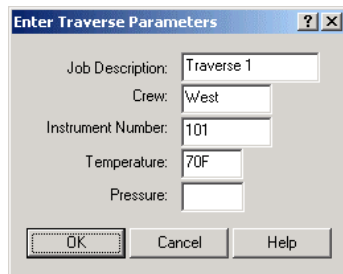 Enter Traverse Parameters ? ×
Job Description: Traverse 1
Crew: West
Instrument Number: 101
Temperature: 70F
Pressure:
OK Cancel Help